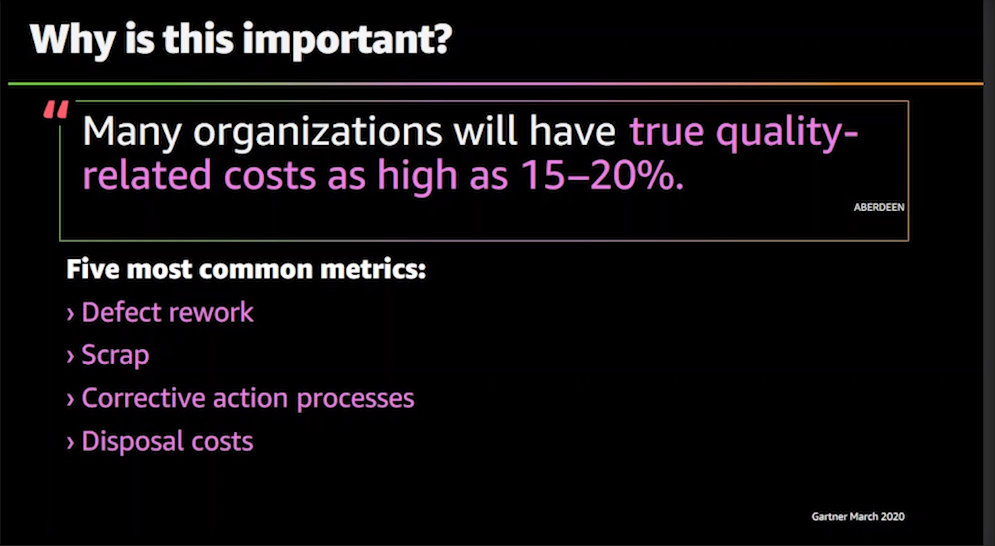 Why is this important?
“
Many organizations will have true quality-
related costs as high as 15–20%.
ABERDEEN
Five most common metrics:
› Defect rework
› Scrap
› Corrective action processes
› Disposal costs
Gartner March 2020